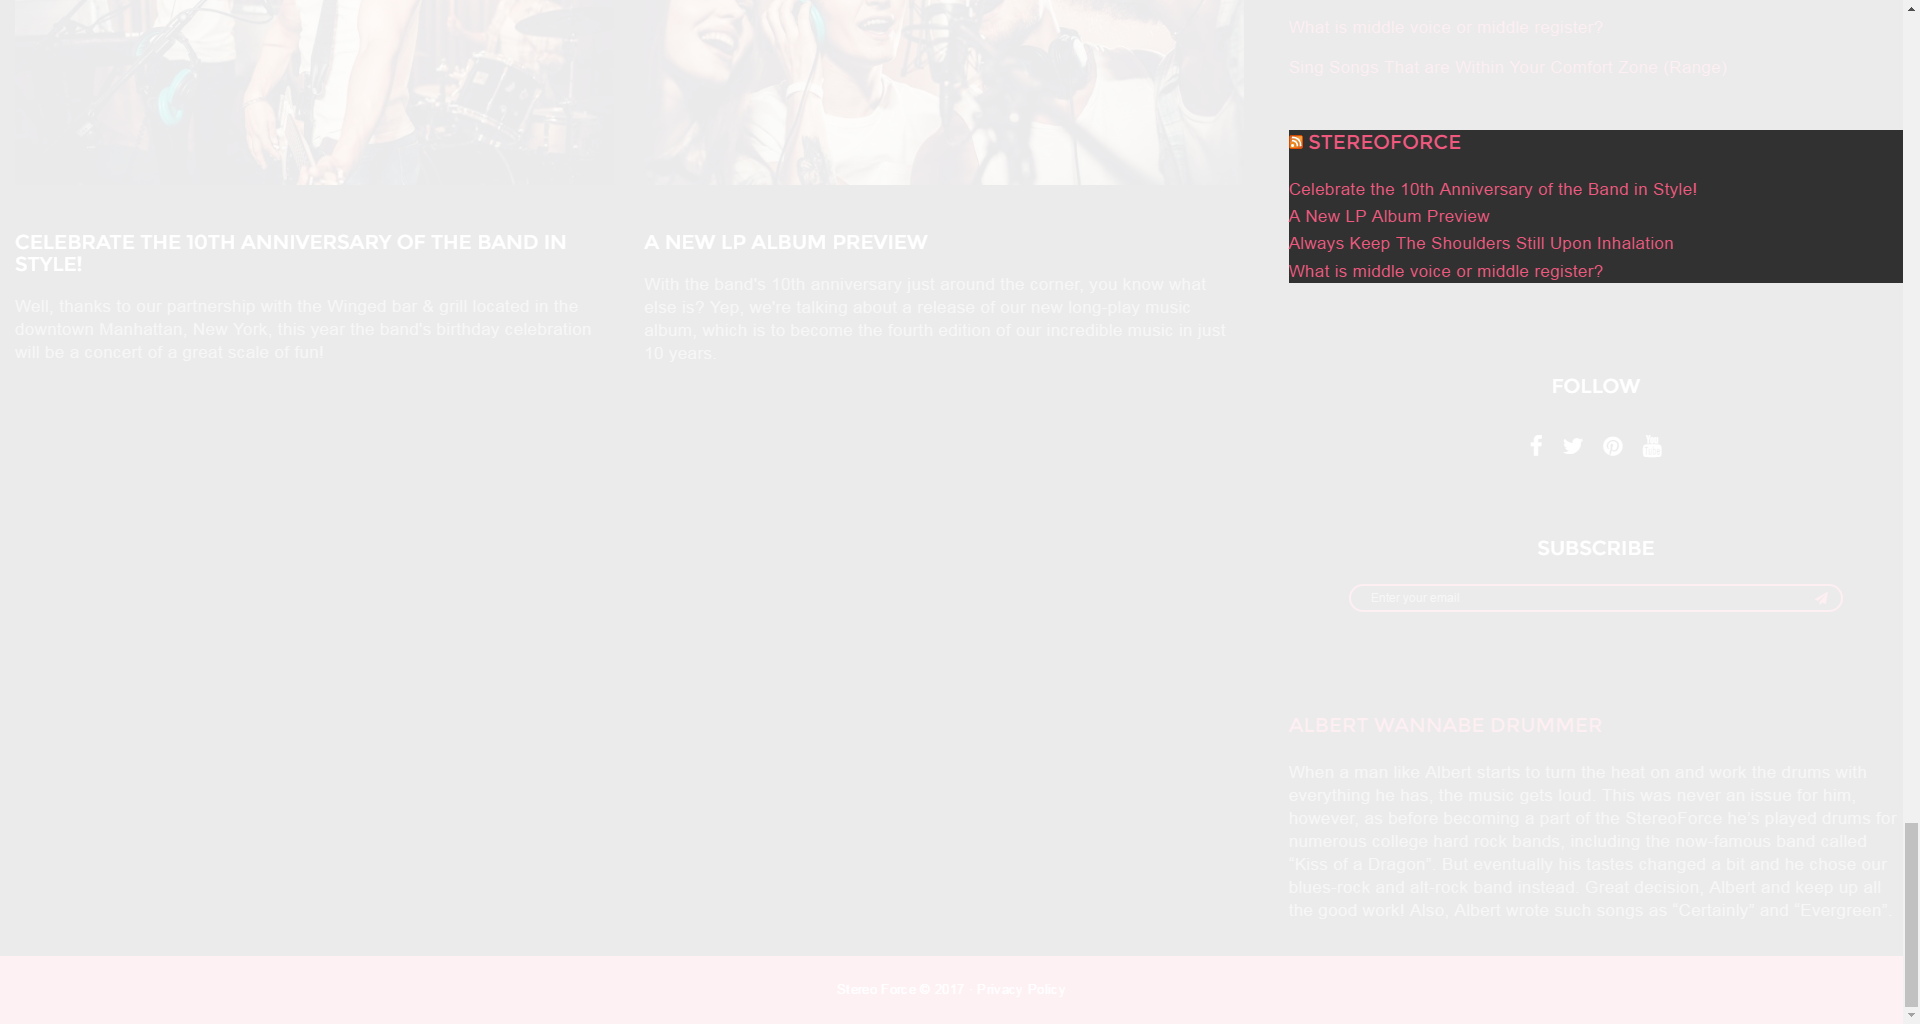 What is middle voice or middle register?
Sing Songs That are Within Your Comfort Zone (Range)
STEREOFORCE
Celebrate the 10th Anniversary of the Band in Style!
A New LP Album Preview
Always Keep The Shoulders Still Upon Inhalation
What is middle voice or middle register?
CELEBRATE THE 10TH ANNIVERSARY OF THE BAND IN
STYLE!
Well, thanks to our partnership with the Winged bar & grill located in the
downtown Manhattan, New York, this year the band's birthday celebration
will be a concert of a great scale of fun!
A NEW LP ALBUM PREVIEW
With the band's 10th anniversary just around the corner, you know what
else is? Yep, we're talking about a release of our new long-play music
album, which is to become the fourth edition of our incredible music in just
10 years.
FOLLOW
SUBSCRIBE
Enter your email
ALBERT WANNABE DRUMMER
When a man like Albert starts to turn the heat on and work the drums with
everything he has, the music gets loud. This was never an issue for him,
however, as before becoming a part of the StereoForce he's played drums for
numerous college hard rock bands, including the now-famous band called
"Kiss of a Dragon". But eventually his tastes changed a bit and he chose our
blues-rock and alt-rock band instead. Great decision, Albert and keep up all
the good work! Also, Albert wrote such songs as "Certainly" and "Evergreen".
Stereo Force © 2017 Privacy Policy